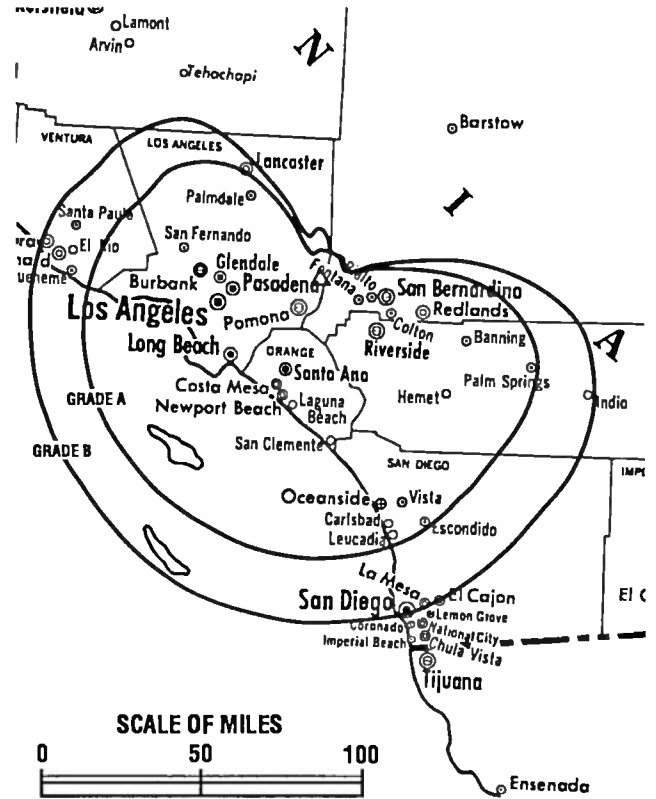 Lamont
Arvin
Tehachapi
N
Barstow
VENTURA
LOS ANGELES
Lancaster
I
Palmdale
Santa Paula
San Fernando
El Rio
Glendale
Burbank
Pasadena
Fontana
Rialto
San Bernardino
Los Angeles
Pomona
Redlands
Colton
Riverside
Banning
A
Long Beach
ORANGE
Santa Ana
Palm Springs
Costa Mesa
Hemet
Indio
GRADE A
Newport Beach
Laguna
Beach
GRADE B
San Clemente
SAN DIEGO
IMPE
Oceanside
Vista
Carlsbad
Escondido
Leucadia
La Mesa
El Cajon
El C
San Diego
Lemon Grove
Coronado
National City
Imperial Beach
Chula Vista
Tijuana
SCALE OF MILES
0 50 100
Ensenada